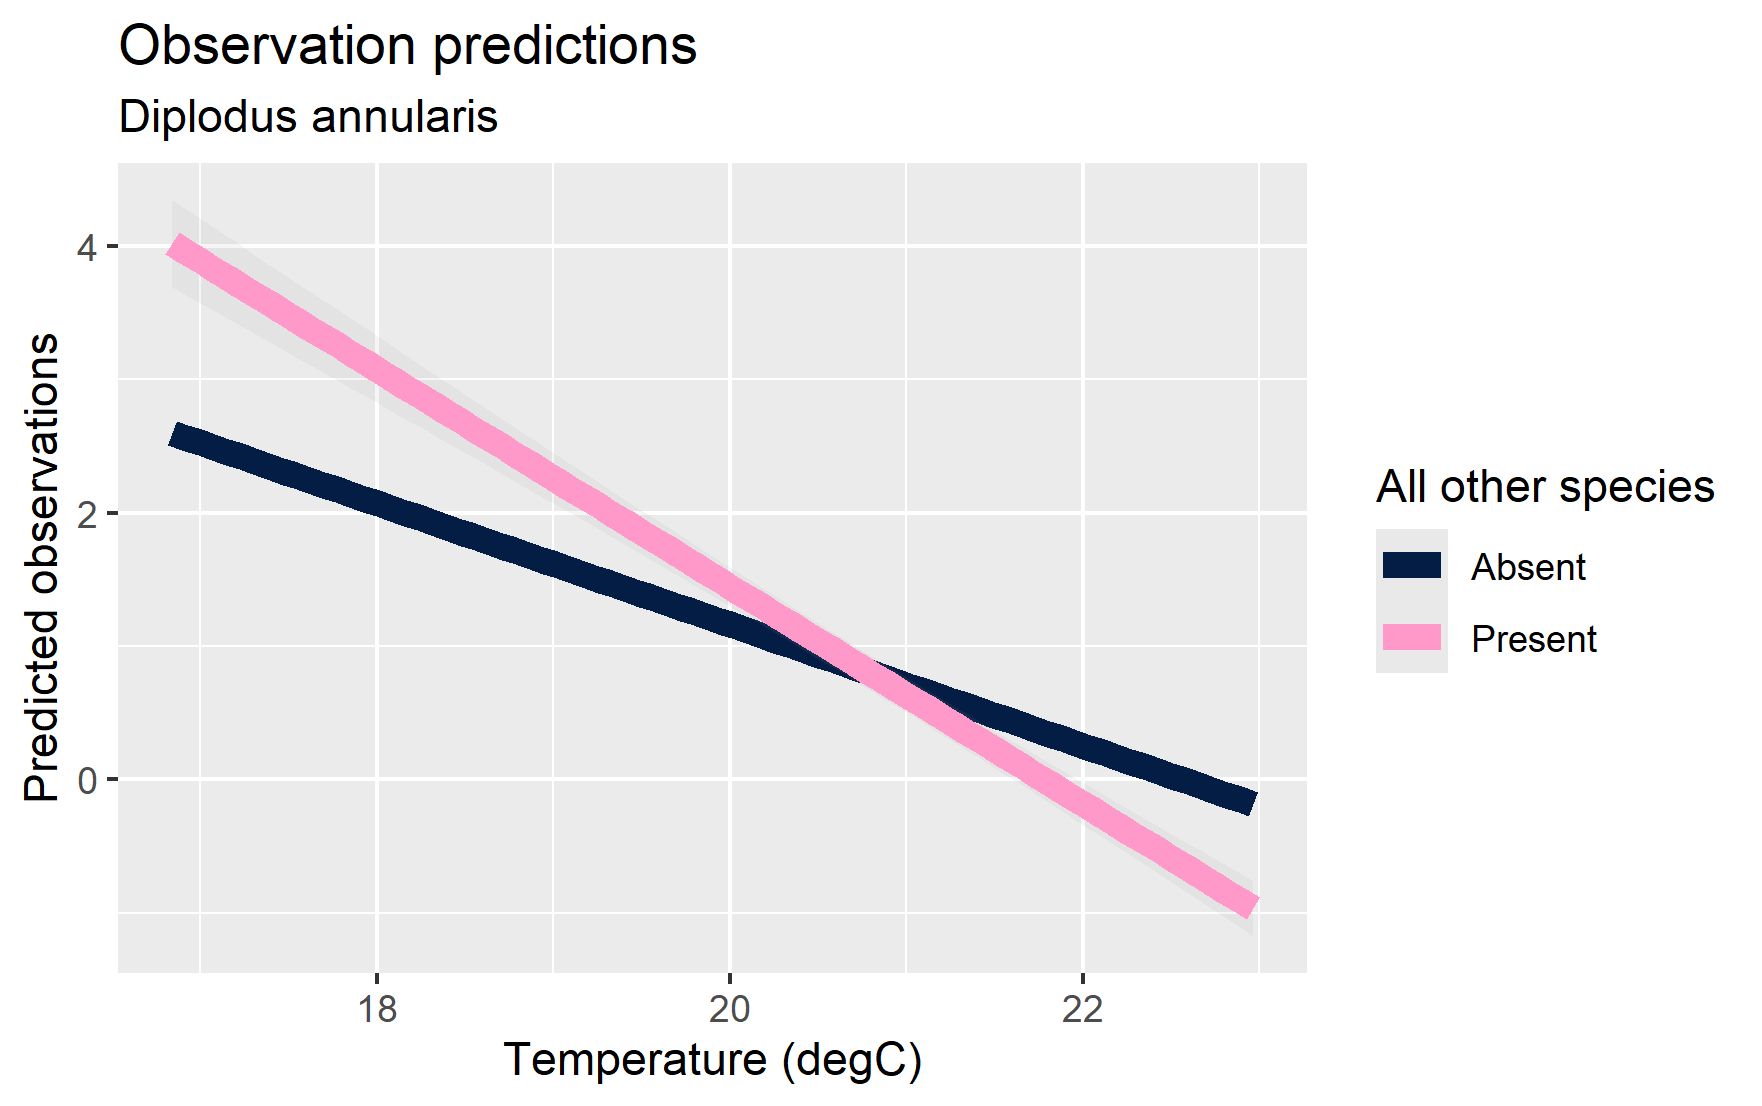 Observation predictions
Diplodus annularis
Predicted observations
4
2
0
18 20 22
Temperature (degC)
All other species
Absent
Present